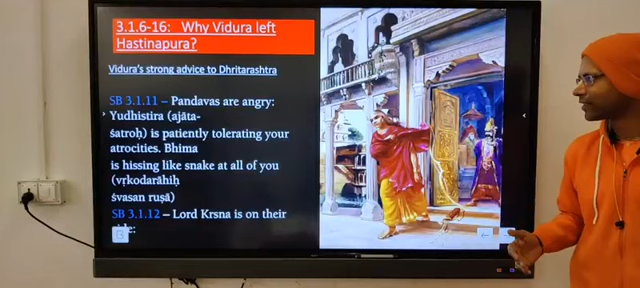 3.1.6-16: Why Vidura left
Hastinapura?
Vidura's strong advice to Dhritarashtra
SB 3.1.11 – Pandavas are angry:
Yudhistira (ajāta-
śatroḥ) is patiently tolerating your
atrocities. Bhima
is hissing like snake at all of you
(vṛkodarāhiḥ
śvasan ruṣā)
SB 3.1.12 – Lord Krsna is on their